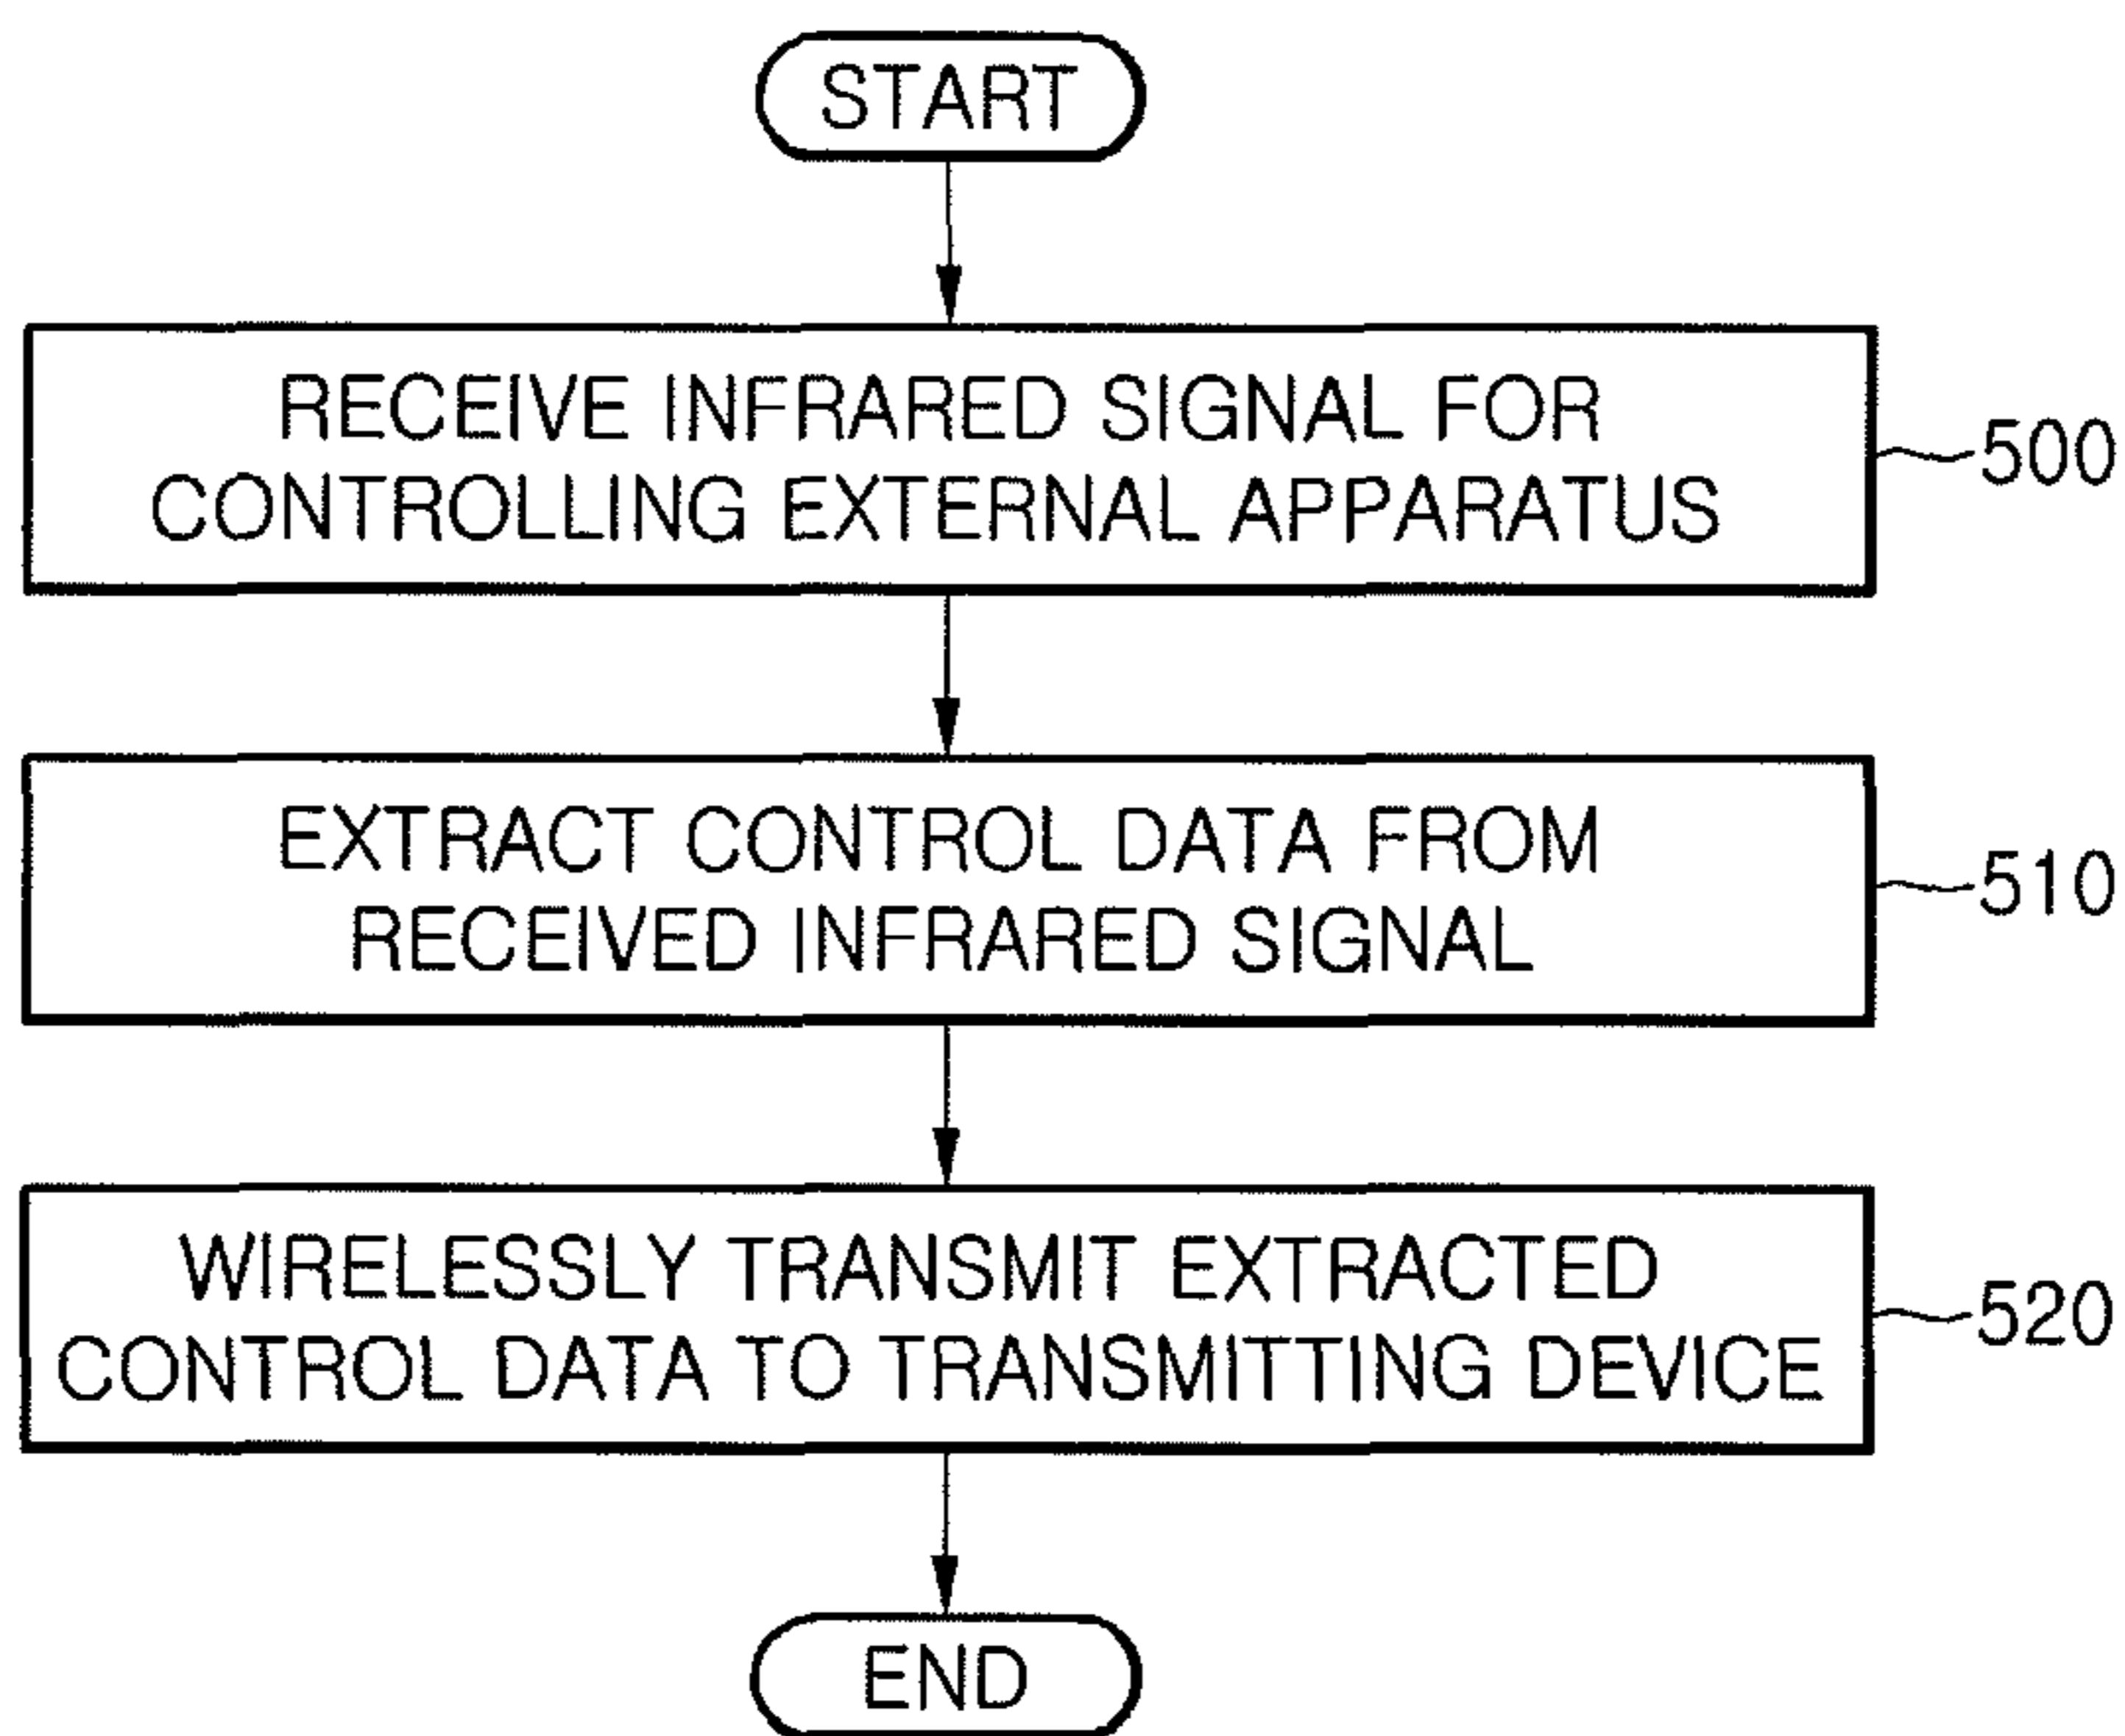 START
RECEIVE INFRARED SIGNAL FOR
CONTROLLING EXTERNAL APPARATUS
500
EXTRACT CONTROL DATA FROM
RECEIVED INFRARED SIGNAL
510
WIRELESSLY TRANSMIT EXTRACTED
CONTROL DATA TO TRANSMITTING DEVICE
520
END